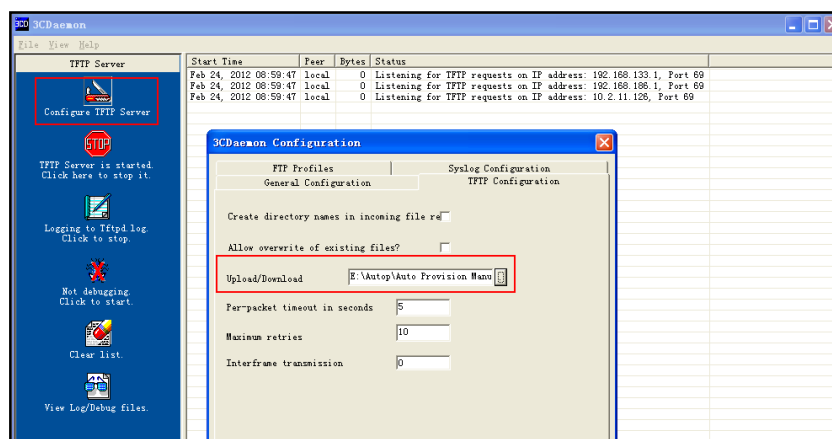 3CD 3CDaemon
File View Help
TFTP Server
Start Time Peer Bytes Status
Feb 24, 2012 08:59:47 local 0 Listening for TFTP requests on IP address: 192.168.133.1, Port 69
Feb 24, 2012 08:59:47 local 0 Listening for TFTP requests on IP address: 192.168.186.1, Port 69
Feb 24, 2012 08:59:47 local 0 Listening for TFTP requests on IP address: 10.2.11.126, Port 69
Configure TFTP Server
STOP
TFTP Server is started.
Click here to stop it.
Logging to Tftpd.log.
Click to stop.
Not debugging.
Click to start.
Clear list.
View Log/Debug files.
3CDaemon Configuration
FTP Profiles Syslog Configuration
General Configuration TFTP Configuration
Create directory names in incoming file re
Allow overwrite of existing files?
Upload/Download E:\Autop\Auto Provision Manu
Per-packet timeout in seconds 5
Maximum retries 10
Interframe transmission 0